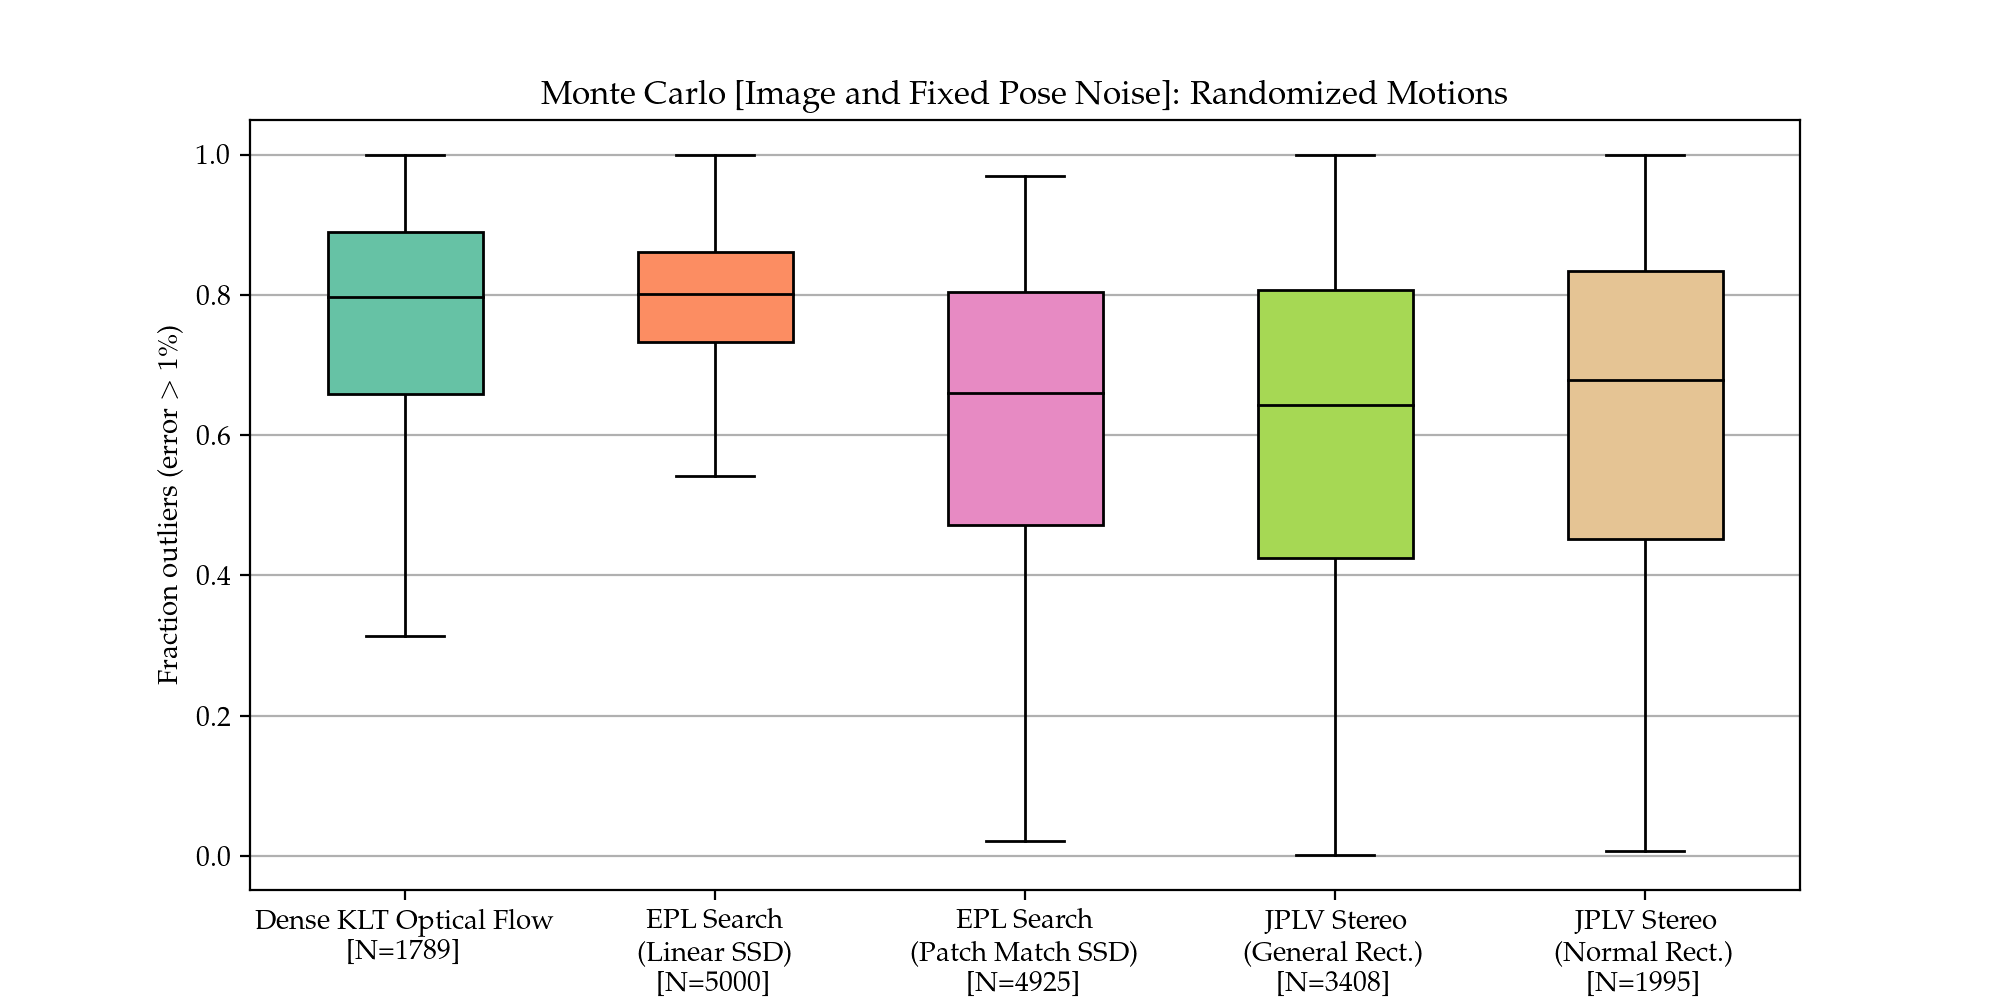 Monte Carlo [Image and Fixed Pose Noise]: Randomized Motions
Fraction outliers (error > 1%)
1.0
0.8
0.6
0.4
0.2
0.0
Dense KLT Optical Flow
[N=1789]
EPL Search
(Linear SSD)
[N=5000]
EPL Search
(Patch Match SSD)
[N=4925]
JPLV Stereo
(General Rect.)
[N=3408]
JPLV Stereo
(Normal Rect.)
[N=1995]